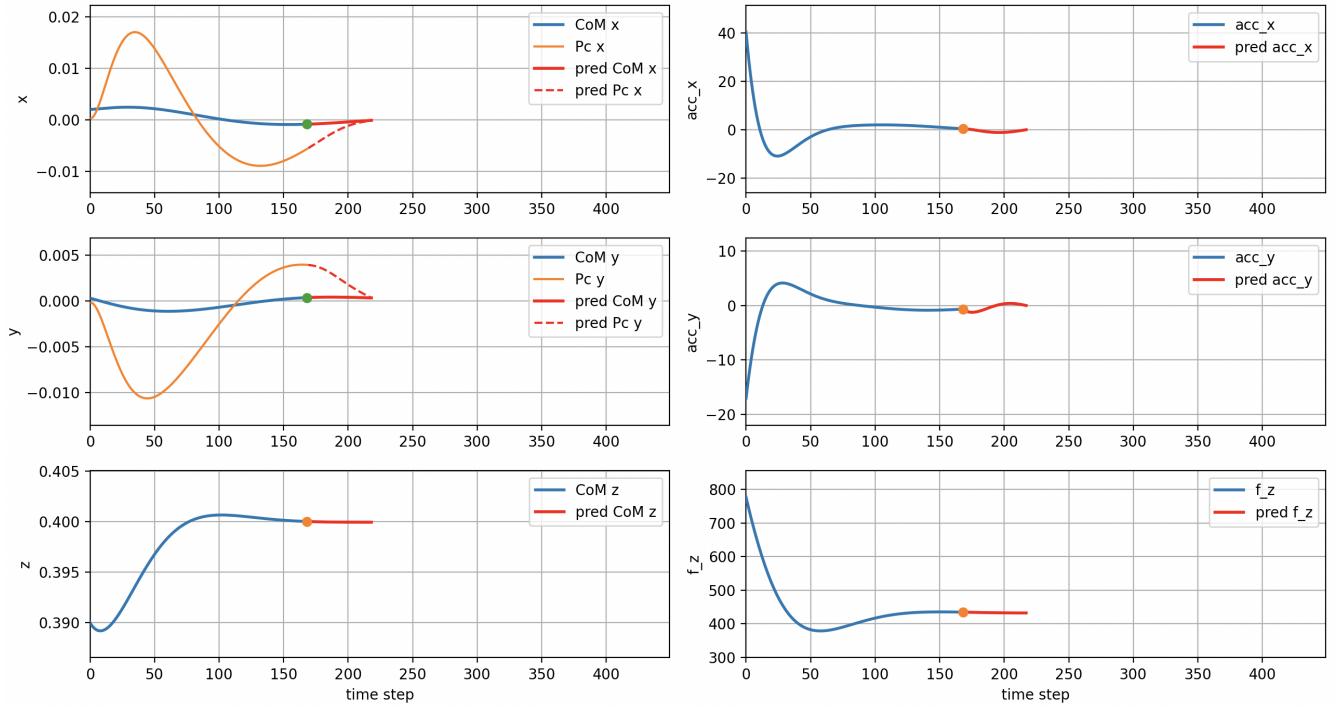 0.02
0.01
0.00
−0.01
x
0 50 100 150 200 250 300 350 400
CoM x
Pc x
pred CoM x
pred Pc x
40
20
0
−20
acc_x
0 50 100 150 200 250 300 350 400
acc_x
pred acc_x
0.005
0.000
−0.005
−0.010
y
0 50 100 150 200 250 300 350 400
CoM y
Pc y
pred CoM y
pred Pc y
10
0
−10
−20
acc_y
0 50 100 150 200 250 300 350 400
acc_y
pred acc_y
0.405
0.400
0.395
0.390
z
0 50 100 150 200 250 300 350 400
time step
CoM z
pred CoM z
800
700
600
500
400
300
f_z
0 50 100 150 200 250 300 350 400
time step
f_z
pred f_z